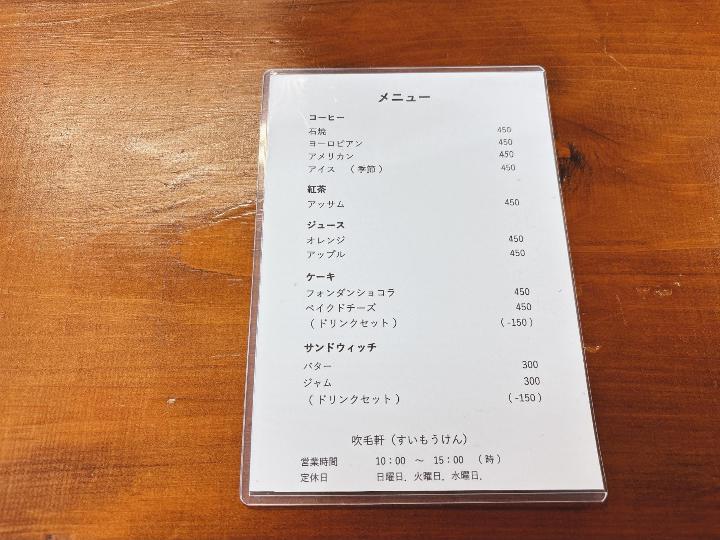 メニュー
コーヒー
石焼 450
ヨーロピアン 450
アメリカン 450
アイス （季節） 450
紅茶
アッサム 450
ジュース
オレンジ 450
アップル 450
ケーキ
フォンダンショコラ 450
ベイクドチーズ 450
（ドリンクセット） （-150）
サンドウィッチ
バター 300
ジャム 300
（ドリンクセット） （-150）
吹毛軒（すいもうけん）
営業時間 10：00 ～ 15：00 （時）
定休日 日曜日．火曜日．水曜日．